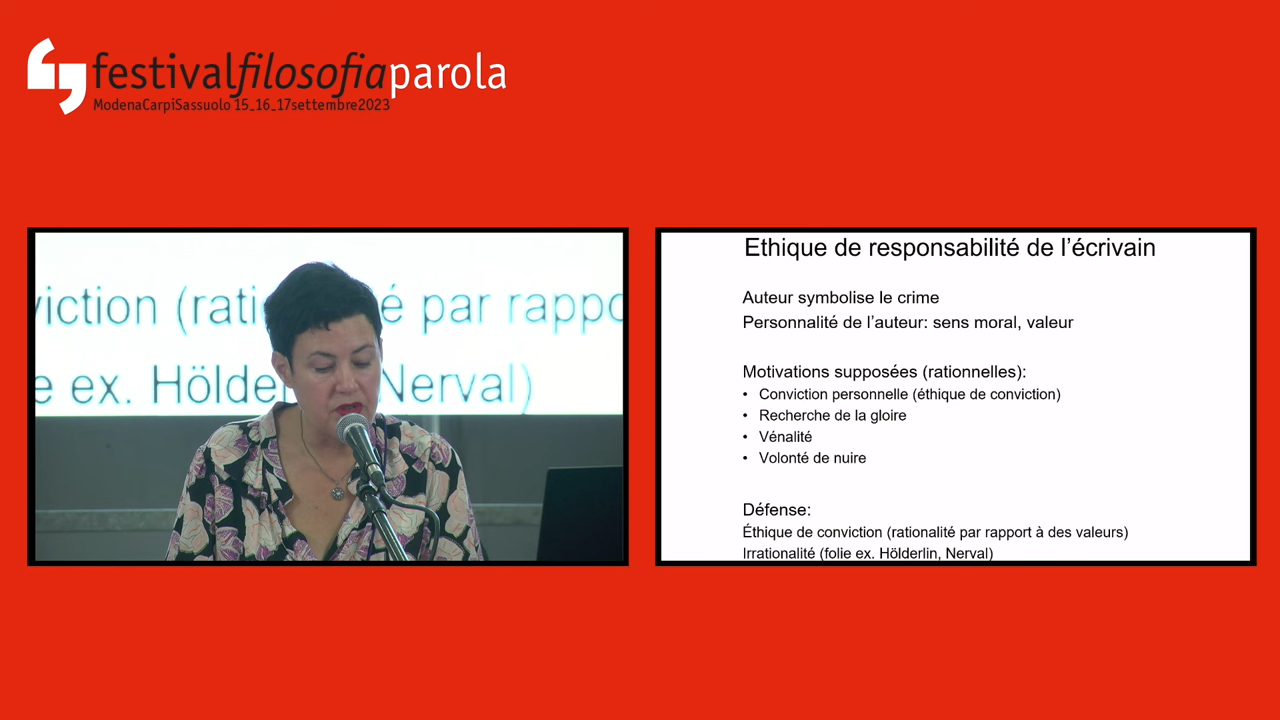 festivalfilosofiaparola
ModenaCarpiSassuolo 15_16_17settembre2023
viction (rati é par rappo
e ex. Hölder Nerval)
Ethique de responsabilité de l’écrivain
Auteur symbolise le crime
Personnalité de l’auteur: sens moral, valeur
Motivations supposées (rationnelles):
• Conviction personnelle (éthique de conviction)
• Recherche de la gloire
• Vénalité
• Volonté de nuire
Défense:
Éthique de conviction (rationalité par rapport à des valeurs)
Irrationalité (folie ex. Hölderlin, Nerval)